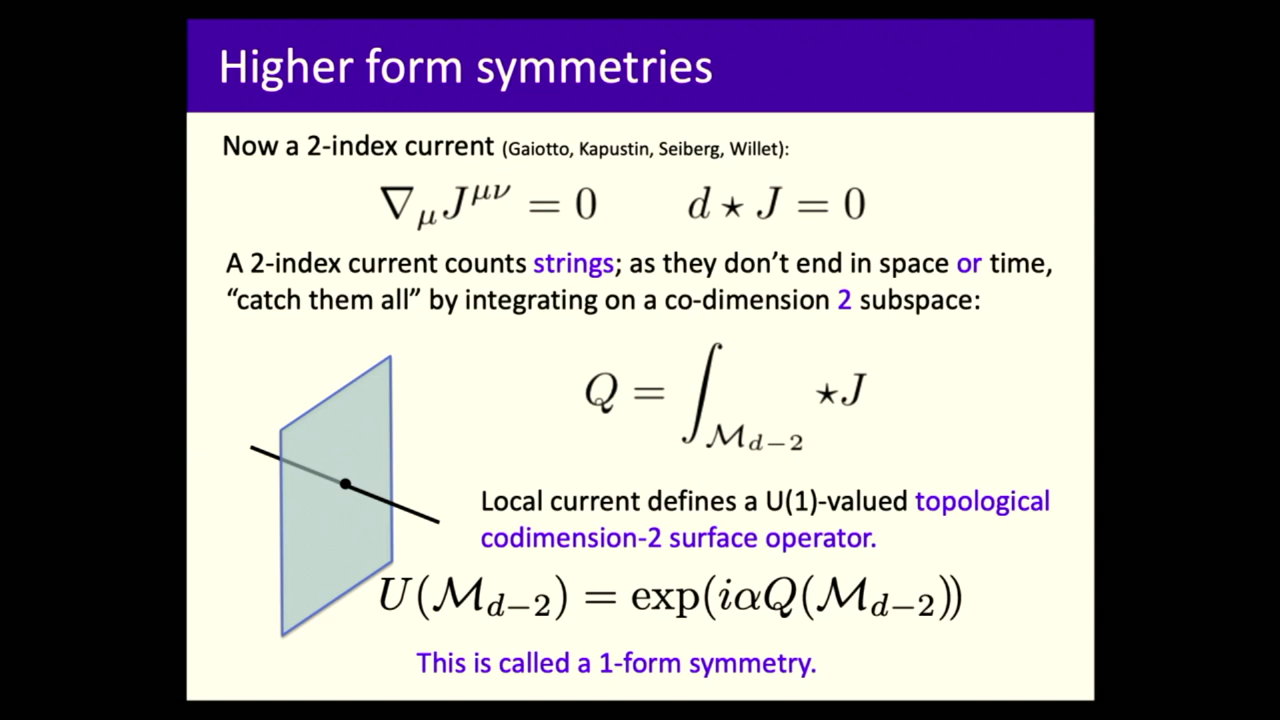 Higher form symmetries
Now a 2-index current (Gaiotto, Kapustin, Seiberg, Willet):
∇_μ J^{μν} = 0   d ⋆ J = 0
A 2-index current counts strings; as they don’t end in space or time,
“catch them all” by integrating on a co-dimension 2 subspace:
Q = ∫_{ℳ_{d−2}} ⋆J
Local current defines a U(1)-valued topological
codimension-2 surface operator.
U(ℳ_{d−2}) = exp(iαQ(ℳ_{d−2}))
This is called a 1-form symmetry.